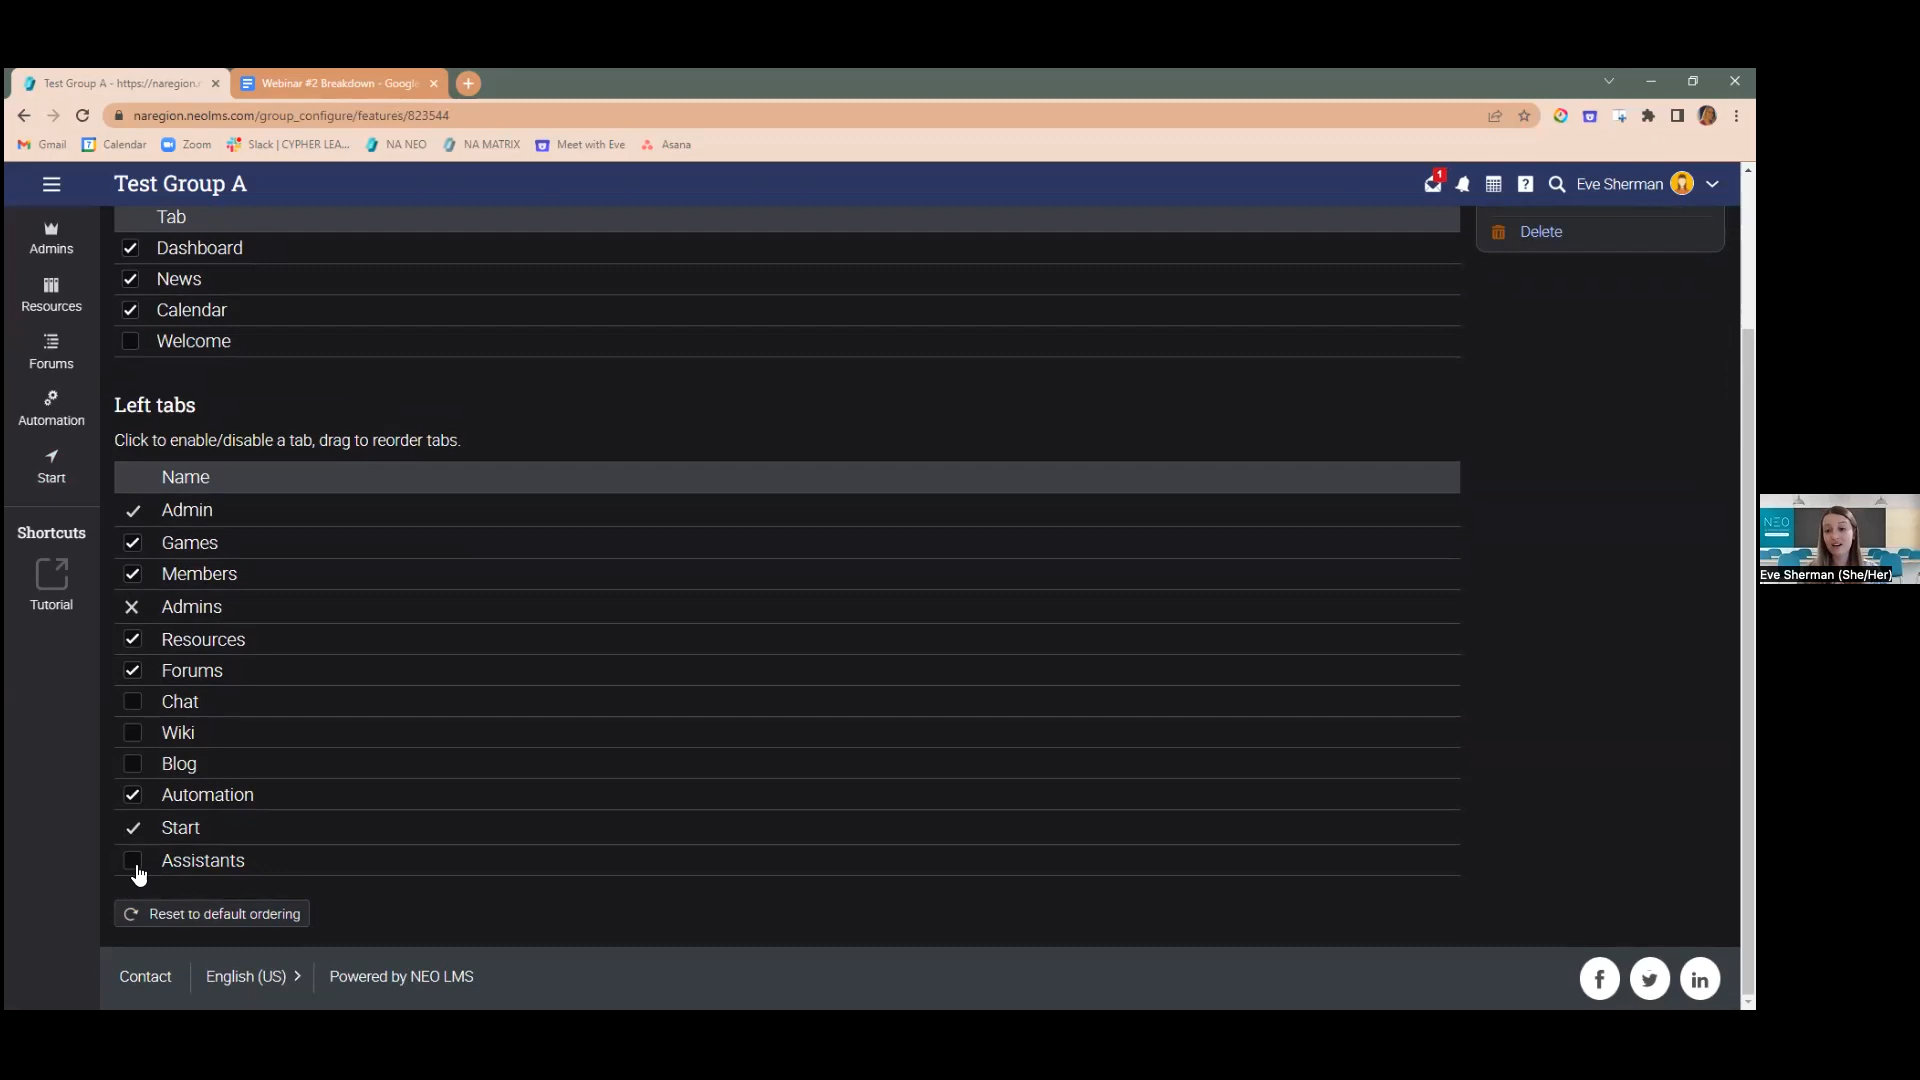 Test Group A - https://naregion.
Webinar #2 Breakdown - Google
naregion.neolms.com/group_configure/features/823544
Gmail
Calendar
Zoom
Slack | CYPHER LEA...
NA NEO
NA MATRIX
Meet with Eve
Asana
Test Group A
1
Eve Sherman
Admins
Resources
Forums
Automation
Start
Shortcuts
Tutorial
Tab
Dashboard
News
Calendar
Welcome
Delete
Left tabs
Click to enable/disable a tab, drag to reorder tabs.
Name
Admin
Games
Members
Admins
Resources
Forums
Chat
Wiki
Blog
Automation
Start
Assistants
Reset to default ordering
Contact
English (US)
Powered by NEO LMS
NEO
Eve Sherman (She/Her)